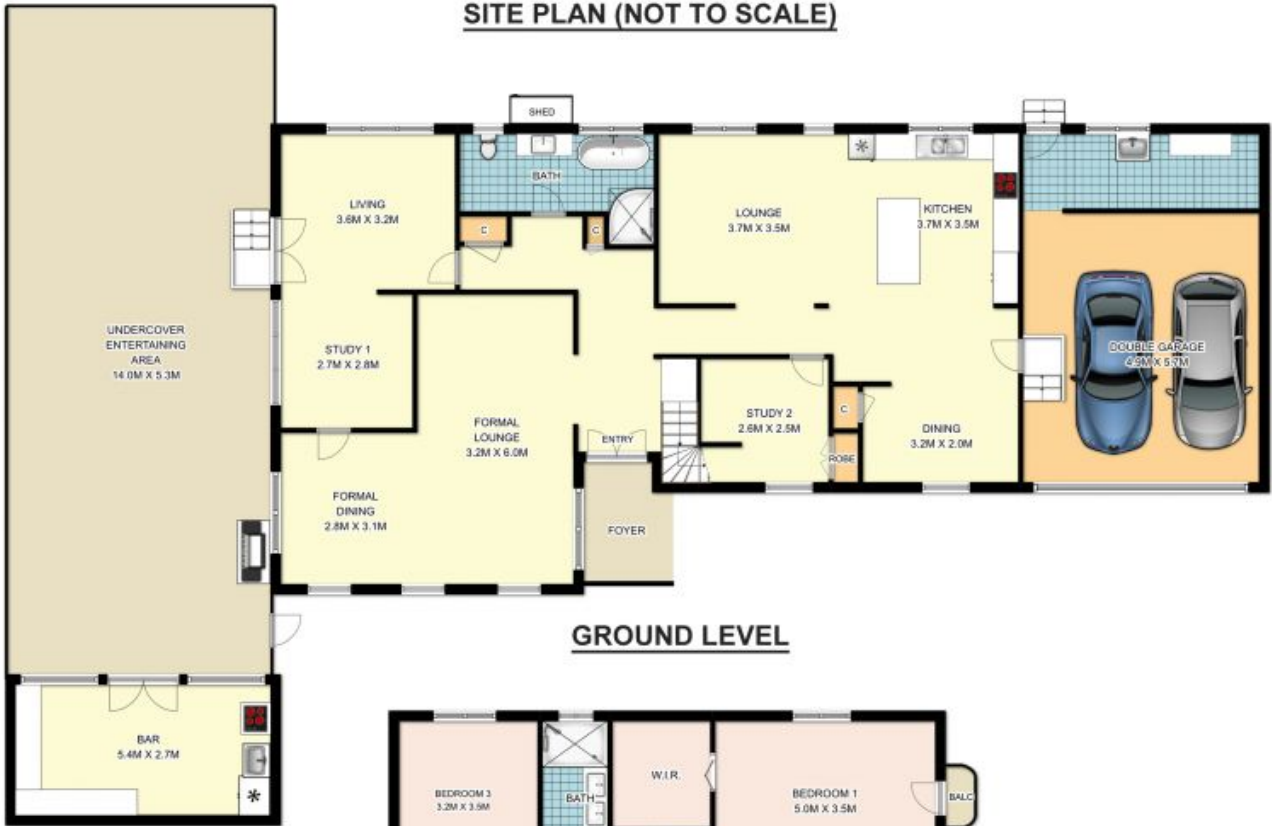 SITE PLAN (NOT TO SCALE)
SHED
BATH
LIVING
3.6M X 3.2M
C
C
LOUNGE
3.7M X 3.5M
KITCHEN
3.7M X 3.5M
UNDERCOVER
ENTERTAINING
AREA
14.0M X 5.3M
STUDY 1
2.7M X 2.8M
DOUBLE GARAGE
4.9M X 5.7M
FORMAL
LOUNGE
3.2M X 6.0M
ENTRY
STUDY 2
2.6M X 2.5M
C
ROBE
DINING
3.2M X 2.0M
FORMAL
DINING
2.8M X 3.1M
FOYER
GROUND LEVEL
BAR
5.4M X 2.7M
BEDROOM 3
3.2M X 3.5M
BATH
W.I.R.
BEDROOM 1
5.0M X 3.5M
BALC